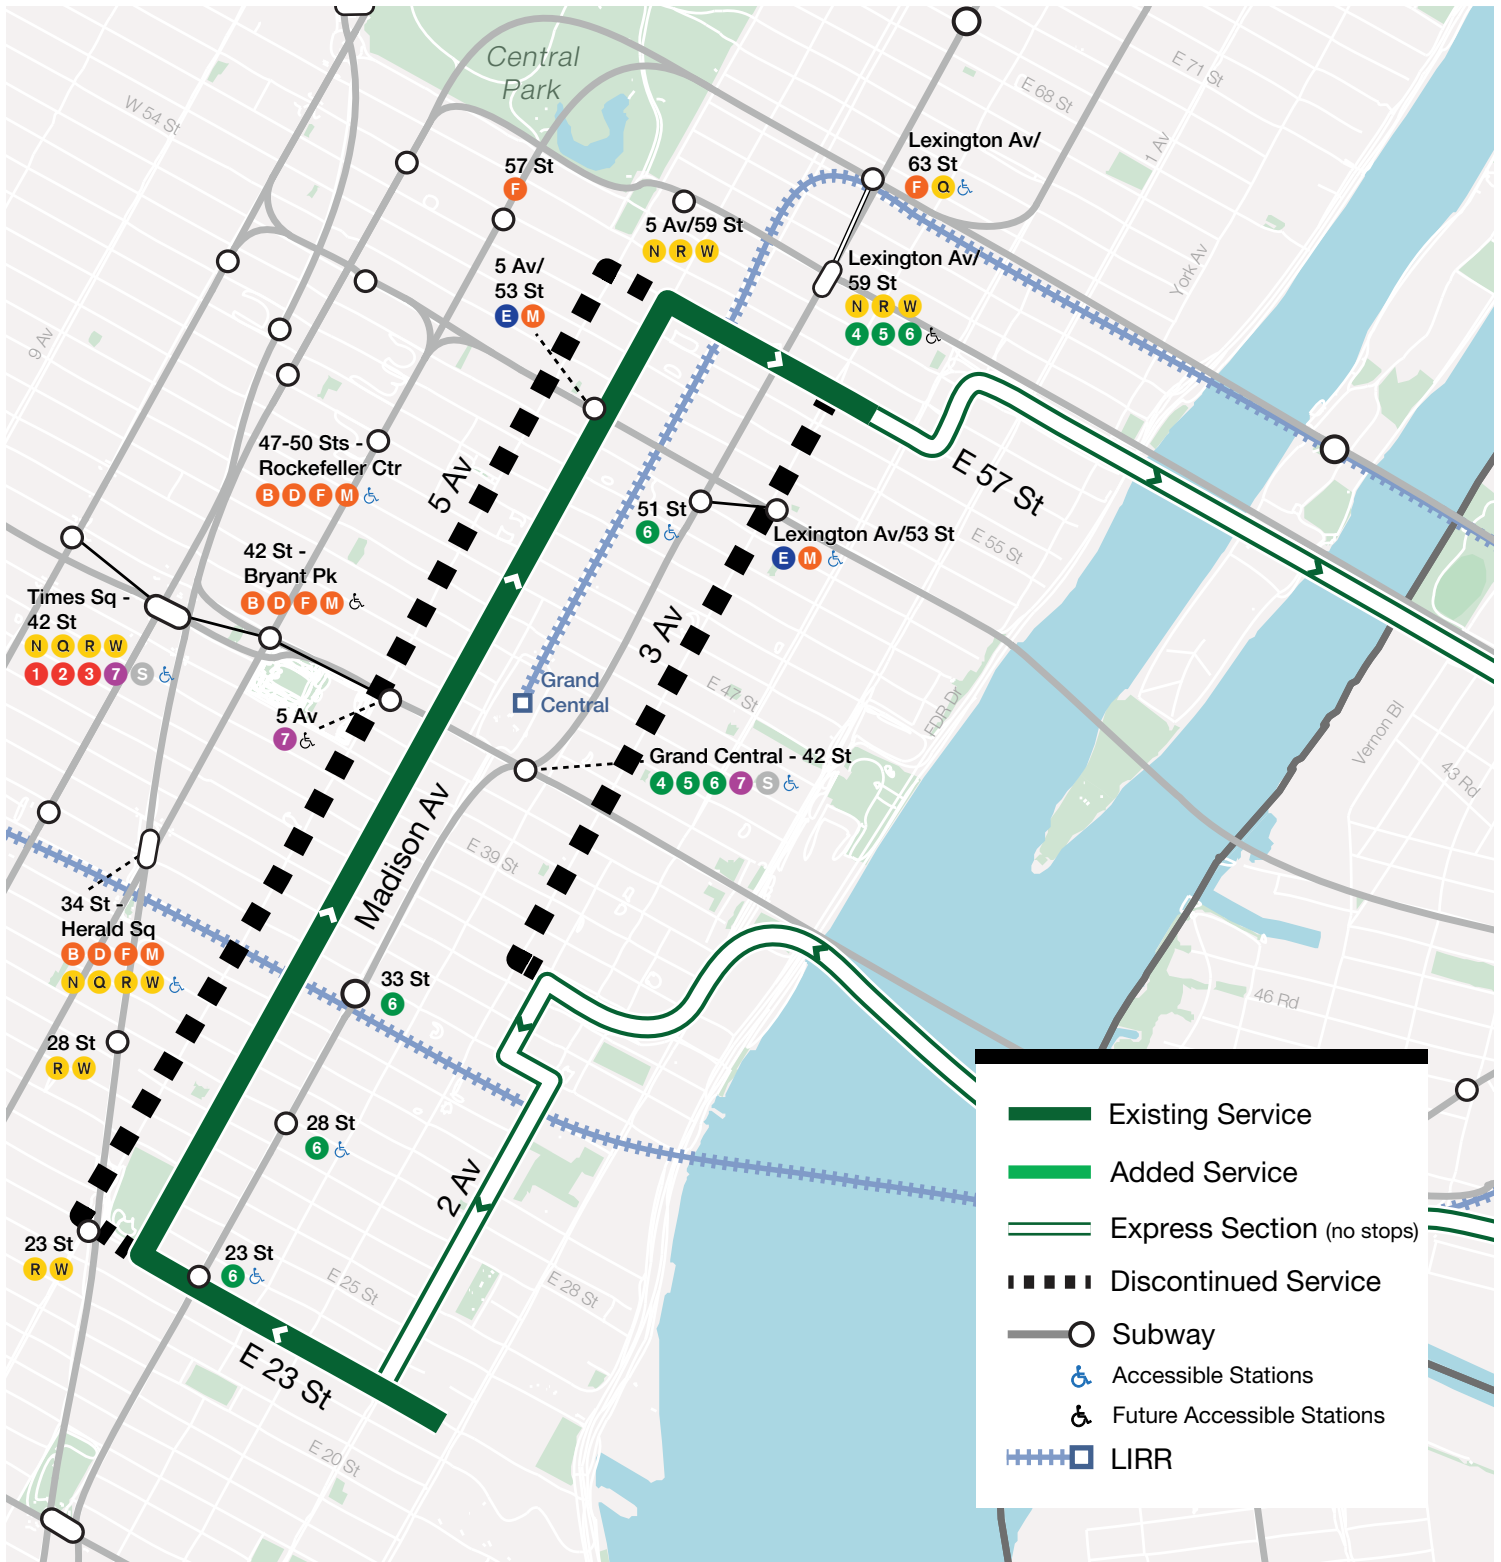 Central
Park
E 71 St
E 68 St
W 54 St
1 Av
Lexington Av/
63 St
F Q
57 St
F
5 Av/59 St
N R W
York Av
5 Av/
53 St
E M
Lexington Av/
59 St
N R W
4 5 6
9 Av
47-50 Sts -
Rockefeller Ctr
B D F M
5 Av
E 57 St
51 St
6
Lexington Av/53 St
E M
E 55 St
42 St -
Bryant Pk
B D F M
Times Sq -
42 St
N Q R W
1 2 3 7 S
3 Av
Grand
Central
E 47 St
FDR Dr
5 Av
7
Vernon Bl
43 Rd
Grand Central - 42 St
4 5 6 7 S
Madison Av
E 39 St
34 St -
Herald Sq
B D F M
N Q R W
33 St
6
46 Rd
28 St
R W
28 St
6
2 Av
23 St
R W
23 St
6
E 25 St
E 28 St
E 23 St
E 20 St
Existing Service
Added Service
Express Section (no stops)
Discontinued Service
Subway
Accessible Stations
Future Accessible Stations
LIRR